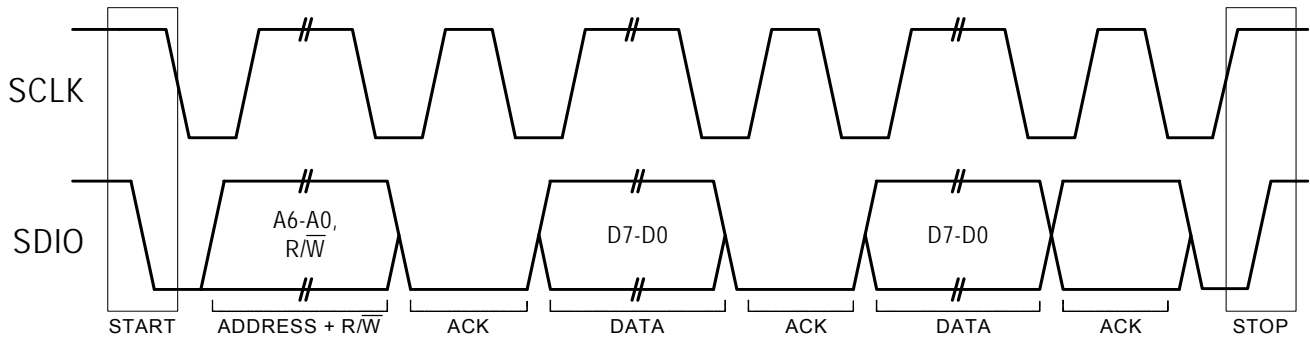 SCLK
SDIO
A6-A0,
R/W̅
D7-D0
D7-D0
START
ADDRESS + R/W̅
ACK
DATA
ACK
DATA
ACK
STOP